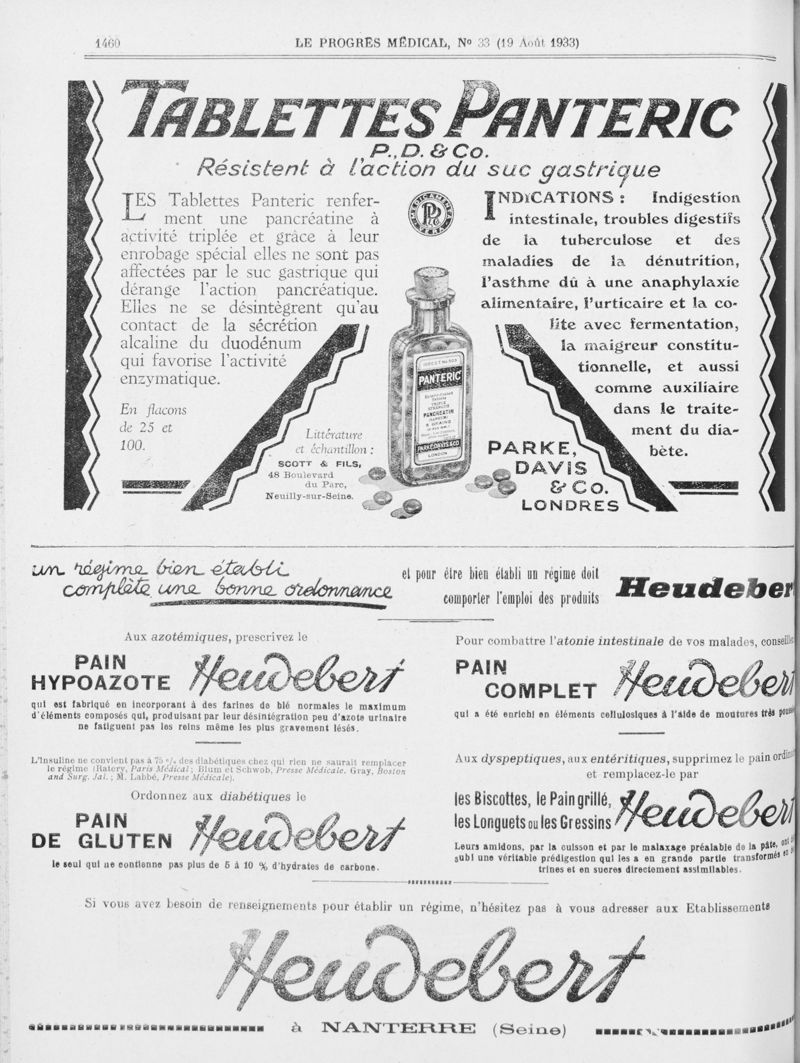 1460
LE PROGRÈS MÉDICAL, No 33 (19 Août 1933)
TABLETTES PANTERIC
P., D. & Co.
Résistent à l'action du suc gastrique
LES Tablettes Panteric renfer-
ment une pancréatine à
activité triplée et grâce à leur
enrobage spécial elles ne sont pas
affectées par le suc gastrique qui
dérange l'action pancréatique.
Elles ne se désintègrent qu'au
contact de la sécrétion
alcaline du duodénum
qui favorise l'activité
enzymatique.
En flacons
de 25 et
100.
Littérature
et échantillon :
SCOTT & FILS,
48 Boulevard
du Parc,
Neuilly-sur-Seine.
PANTERIC
TRIPLE
STRENGTH
PANCREATIN
5 GRAINS
PARKE, DAVIS & CO
LONDON
INDICATIONS : Indigestion
intestinale, troubles digestifs
de la tuberculose et des
maladies de la dénutrition,
l'asthme dû à une anaphylaxie
alimentaire, l'urticaire et la co-
lite avec fermentation,
la maigreur constitu-
tionnelle, et aussi
comme auxiliaire
dans le traite-
ment du dia-
bète.
PARKE,
DAVIS
& Co.
LONDRES
un régime bien établi
complète une bonne ordonnance
et pour être bien établi un régime doit
comporter l'emploi des produits
Heudeber
Aux azotémiques, prescrivez le
PAIN
HYPOAZOTE Heudebert
qui est fabriqué en incorporant à des farines de blé normales le maximum
d'éléments composés qui, produisant par leur désintégration peu d'azote urinaire
ne fatiguent pas les reins même les plus gravement lésés.
L'Insuline ne convient pas à 75 % des diabétiques chez qui rien ne saurait remplacer
le régime (Ratery, Paris Médical ; Blum et Schwob, Presse Médicale. Gray, Boston
and Surg. Jal. ; M. Labbé, Presse Médicale).
Ordonnez aux diabétiques le
PAIN
DE GLUTEN Heudebert
le seul qui ne contienne pas plus de 5 à 10 % d'hydrates de carbone.
Pour combattre l'atonie intestinale de vos malades, conseille
PAIN
COMPLET Heudebert
qui a été enrichi en éléments cellulosiques à l'aide de moutures très pous
Aux dyspeptiques, aux entéritiques, supprimez le pain ordin
et remplacez-le par
les Biscottes, le Pain grillé,
les Longuets ou les Gressins Heudebert
Leurs amidons, par la cuisson et par le malaxage préalable de la pâte, ont
subi une véritable prédigestion qui les a en grande partie transformés en
trines et en sucres directement assimilables.
Si vous avez besoin de renseignements pour établir un régime, n'hésitez pas à vous adresser aux Etablissements
Heudebert
à NANTERRE (Seine)